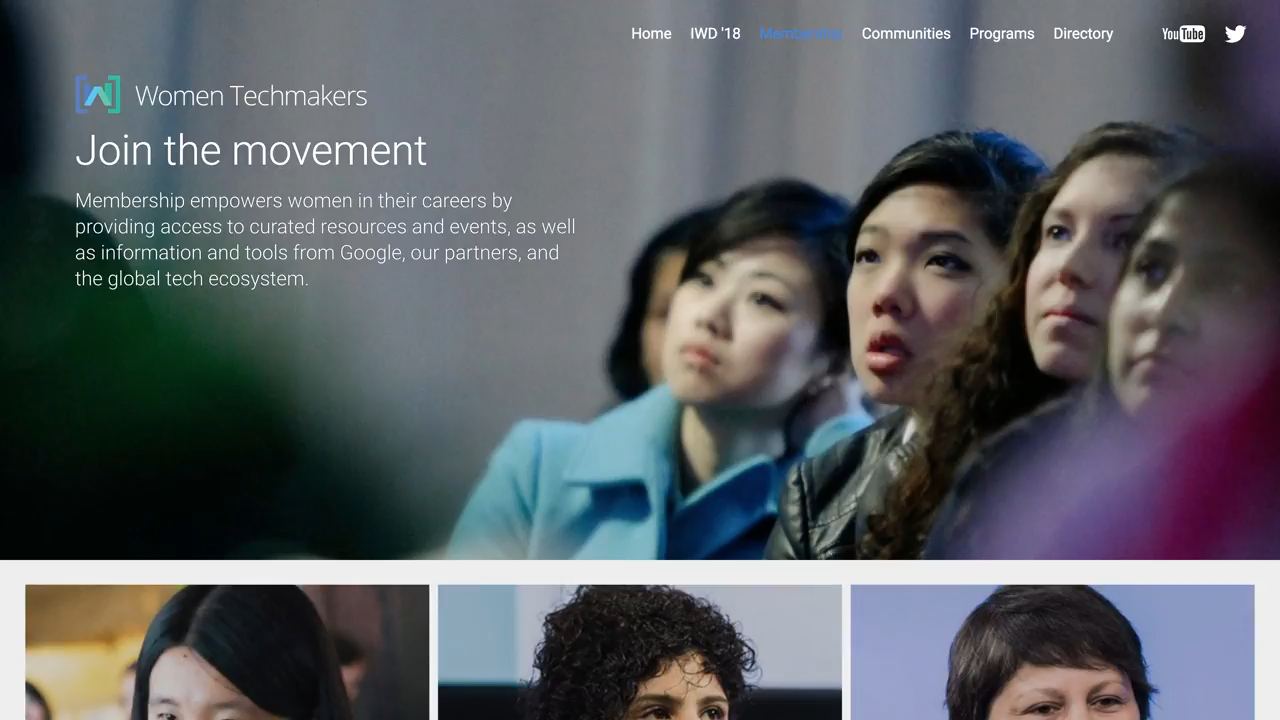 Home IWD '18 Membership Communities Programs Directory YouTube
Women Techmakers
Join the movement
Membership empowers women in their careers by
providing access to curated resources and events, as well
as information and tools from Google, our partners, and
the global tech ecosystem.